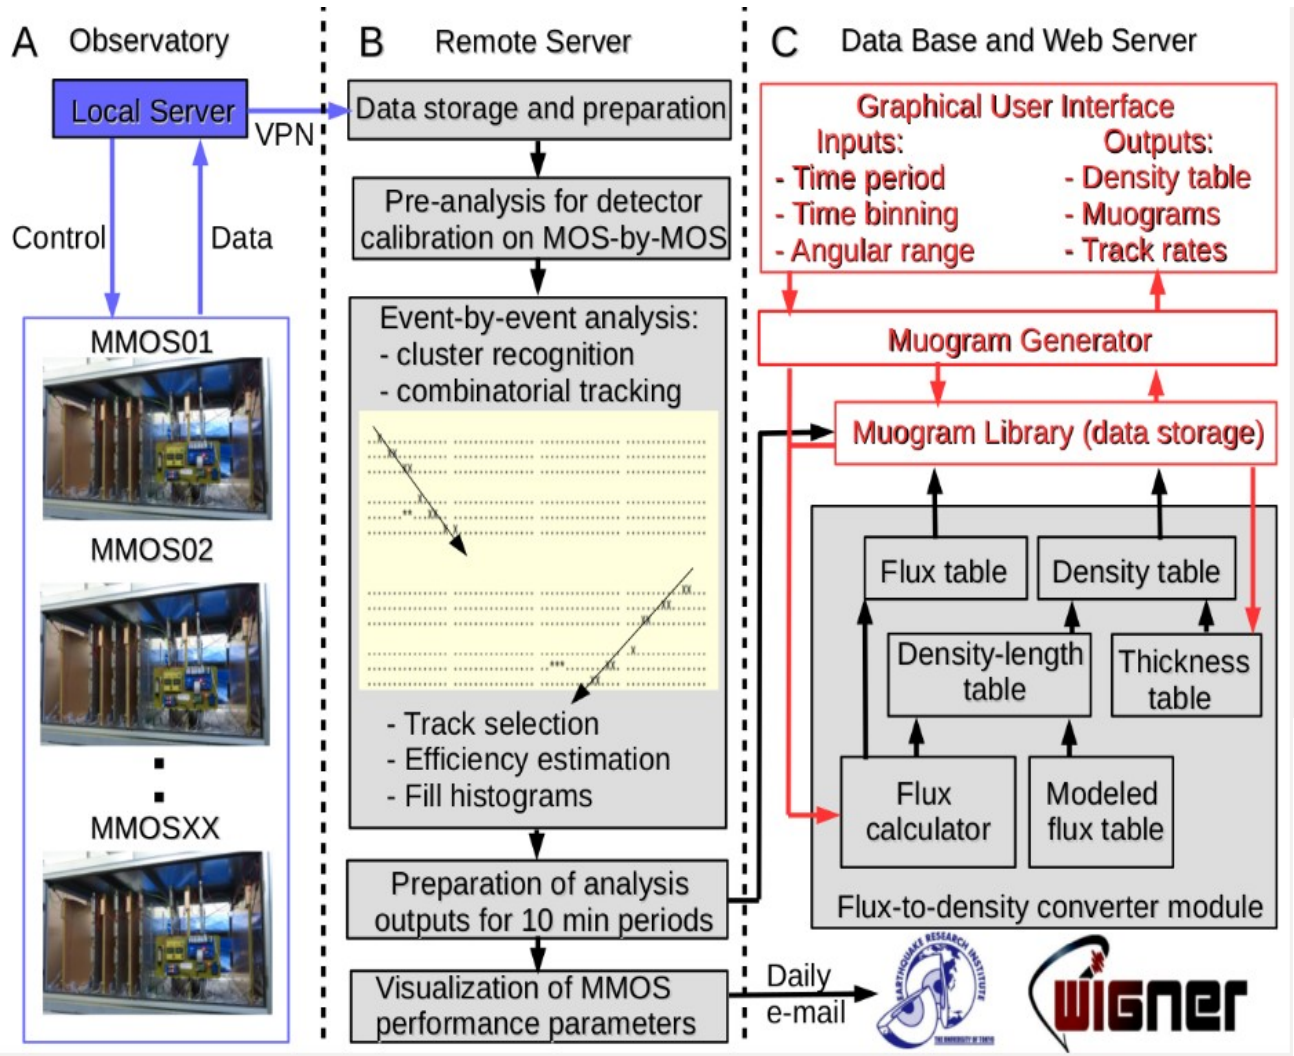 A Observatory
Local Server
VPN
Control
Data
MMOS01
MMOS02
MMOSXX
B Remote Server
Data storage and preparation
Pre-analysis for detector
calibration on MOS-by-MOS
Event-by-event analysis:
- cluster recognition
- combinatorial tracking
- Track selection
- Efficiency estimation
- Fill histograms
Preparation of analysis
outputs for 10 min periods
Visualization of MMOS
performance parameters
Daily
e-mail
C Data Base and Web Server
Graphical User Interface
Inputs:
- Time period
- Time binning
- Angular range
Outputs:
- Density table
- Muograms
- Track rates
Muogram Generator
Muogram Library (data storage)
Flux table
Density table
Density-length
table
Thickness
table
Flux
calculator
Modeled
flux table
Flux-to-density converter module
EARTHQUAKE RESEARCH INSTITUTE
THE UNIVERSITY OF TOKYO
wigner